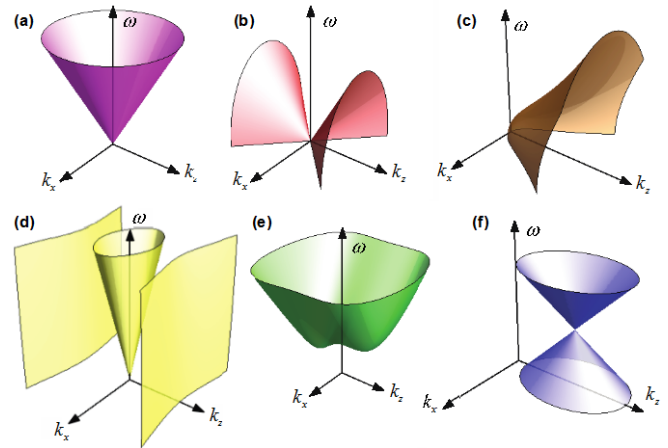 (a) ω
k_x k_z
(b) ω
k_x k_z
(c) ω
k_x k_z
(d) ω
k_x k_z
(e) ω
k_x k_z
(f) ω
k_x k_z